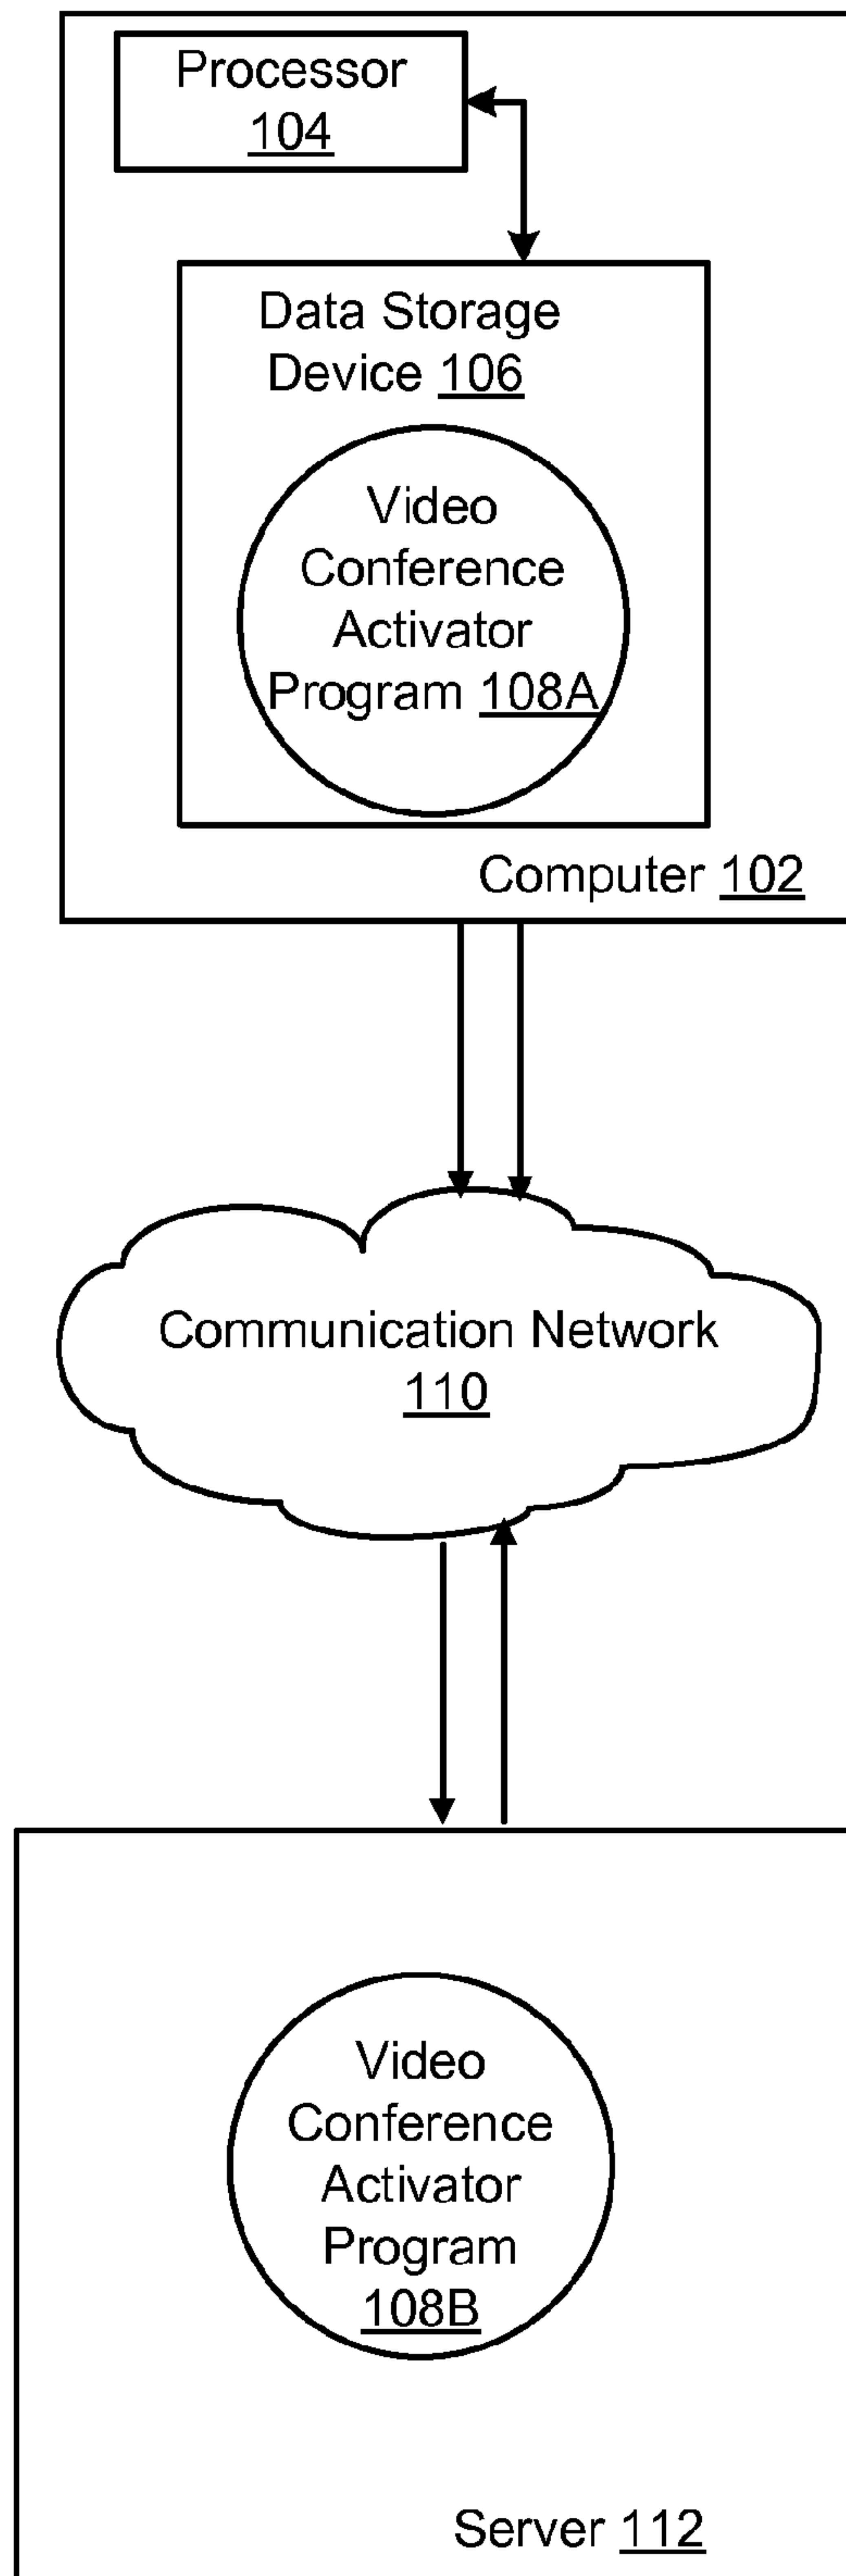 Processor
104
Data Storage
Device 106
Video
Conference
Activator
Program 108A
Computer 102
Communication Network
110
Video
Conference
Activator
Program
108B
Server 112